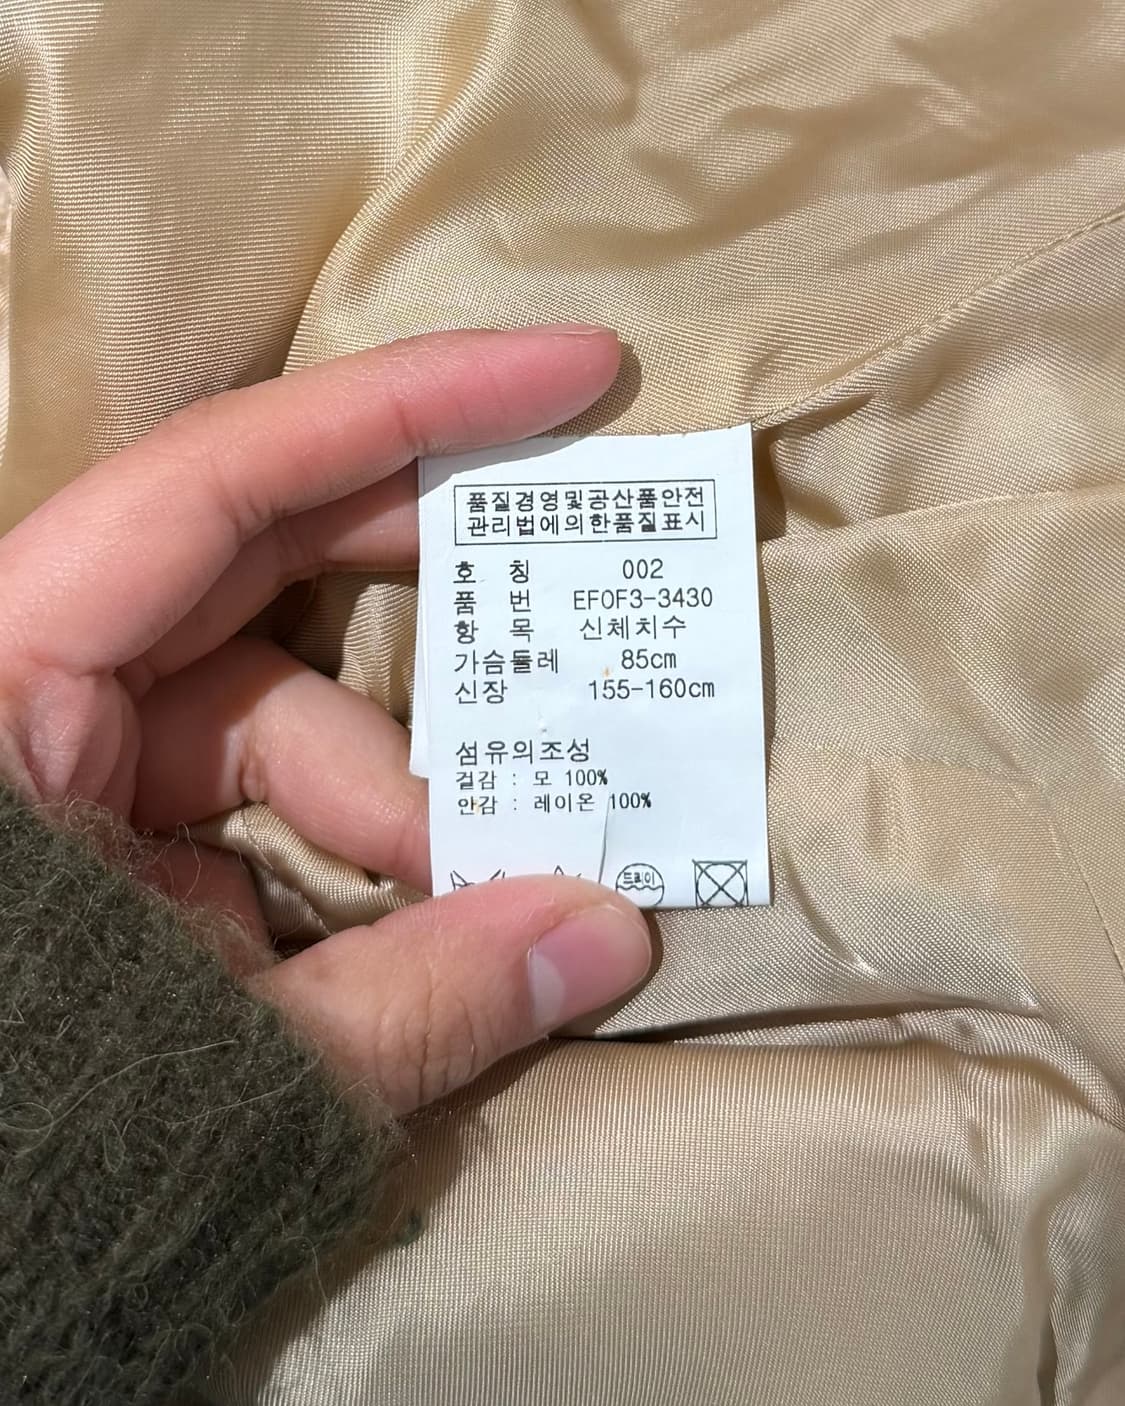 품질경영및공산품안전
관리법에의한품질표시
호 칭 002
품 번 EFOF3-3430
항 목 신체치수
가슴둘레 85cm
신장 155-160cm
섬유의조성
겉감 : 모 100%
안감 : 레이온 100%
드라이